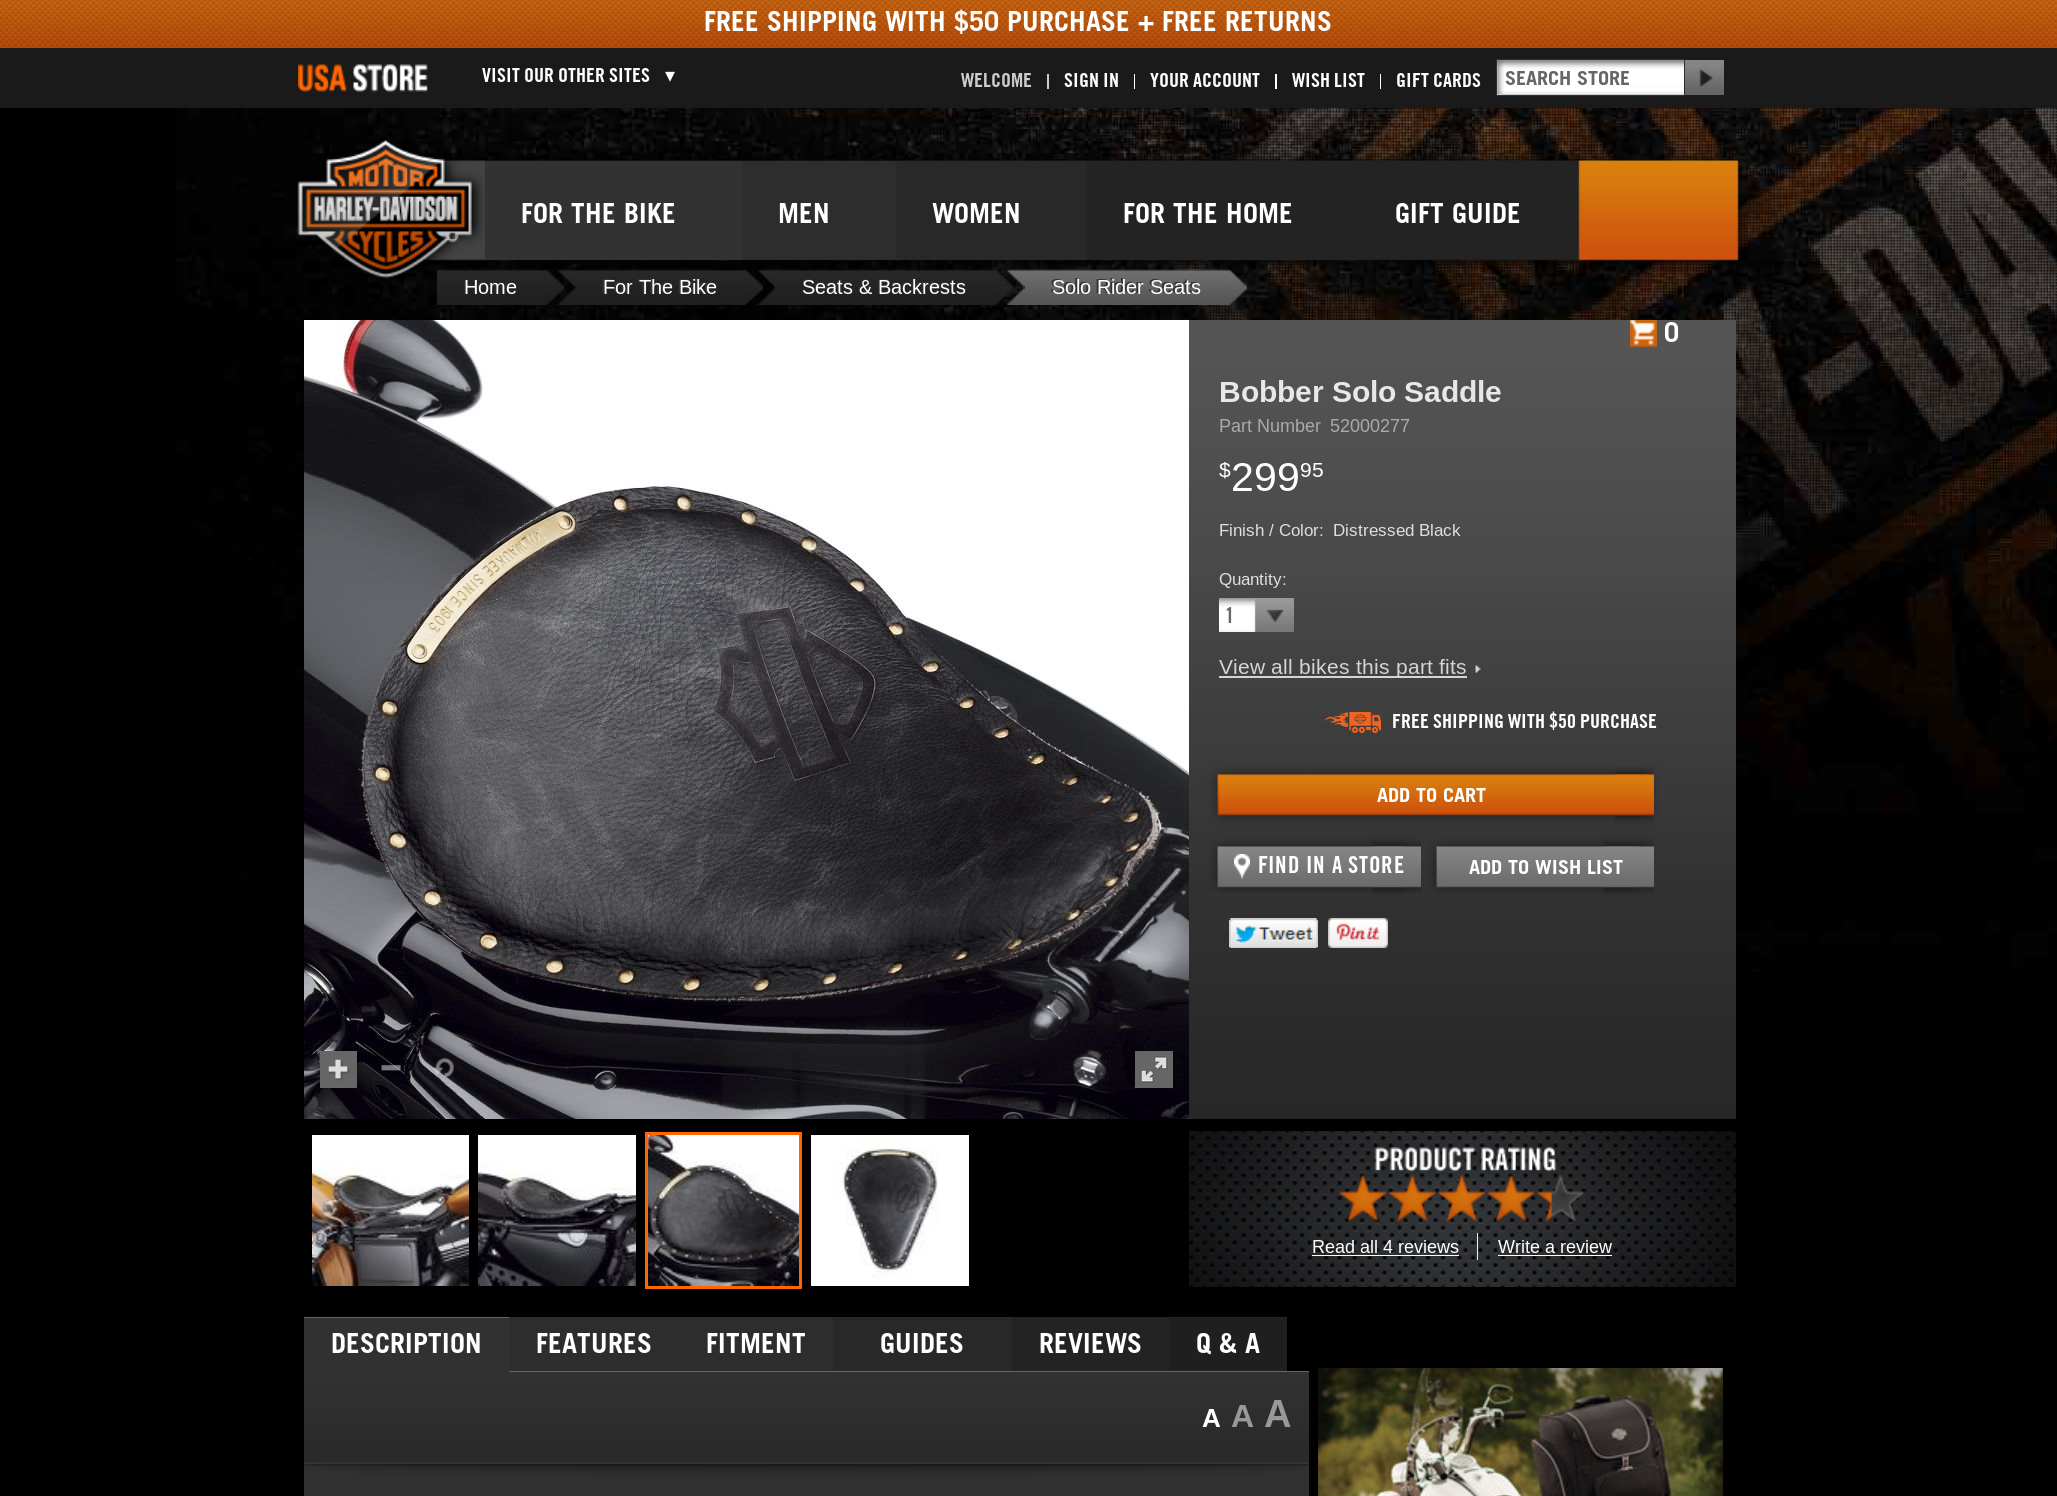 FREE SHIPPING WITH $50 PURCHASE + FREE RETURNS
USA STORE
VISIT OUR OTHER SITES ▼
WELCOME | SIGN IN | YOUR ACCOUNT | WISH LIST | GIFT CARDS
SEARCH STORE
MOTOR
HARLEY-DAVIDSON
CYCLES
FOR THE BIKE
MEN
WOMEN
FOR THE HOME
GIFT GUIDE
Home
For The Bike
Seats & Backrests
Solo Rider Seats
0
MILWAUKEE SINCE 1903
Bobber Solo Saddle
Part Number 52000277
$29995
Finish / Color: Distressed Black
Quantity:
1
View all bikes this part fits
FREE SHIPPING WITH $50 PURCHASE
ADD TO CART
FIND IN A STORE
ADD TO WISH LIST
Tweet
Pin it
PRODUCT RATING
Read all 4 reviews
Write a review
DESCRIPTION
FEATURES
FITMENT
GUIDES
REVIEWS
Q & A
A A A